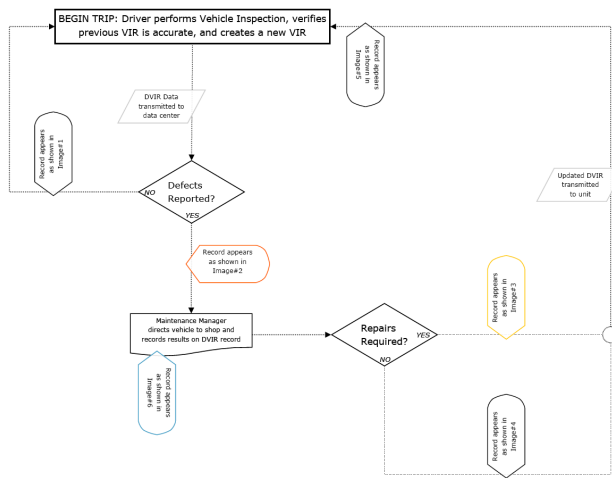 BEGIN TRIP: Driver performs Vehicle Inspection, verifies
previous VIR is accurate, and creates a new VIR
Record appears
as shown in
Image#5
DVIR Data
transmitted to
data center
Record appears
as shown in
Image#1
Defects
Reported?
NO
YES
Updated DVIR
transmitted
to unit
Record appears
as shown in
Image#2
Record appears
as shown in
Image#3
Maintenance Manager
directs vehicle to shop and
records results on DVIR record
Repairs
Required?
YES
NO
Record appears
as shown in
Image#6
Record appears
as shown in
Image#4